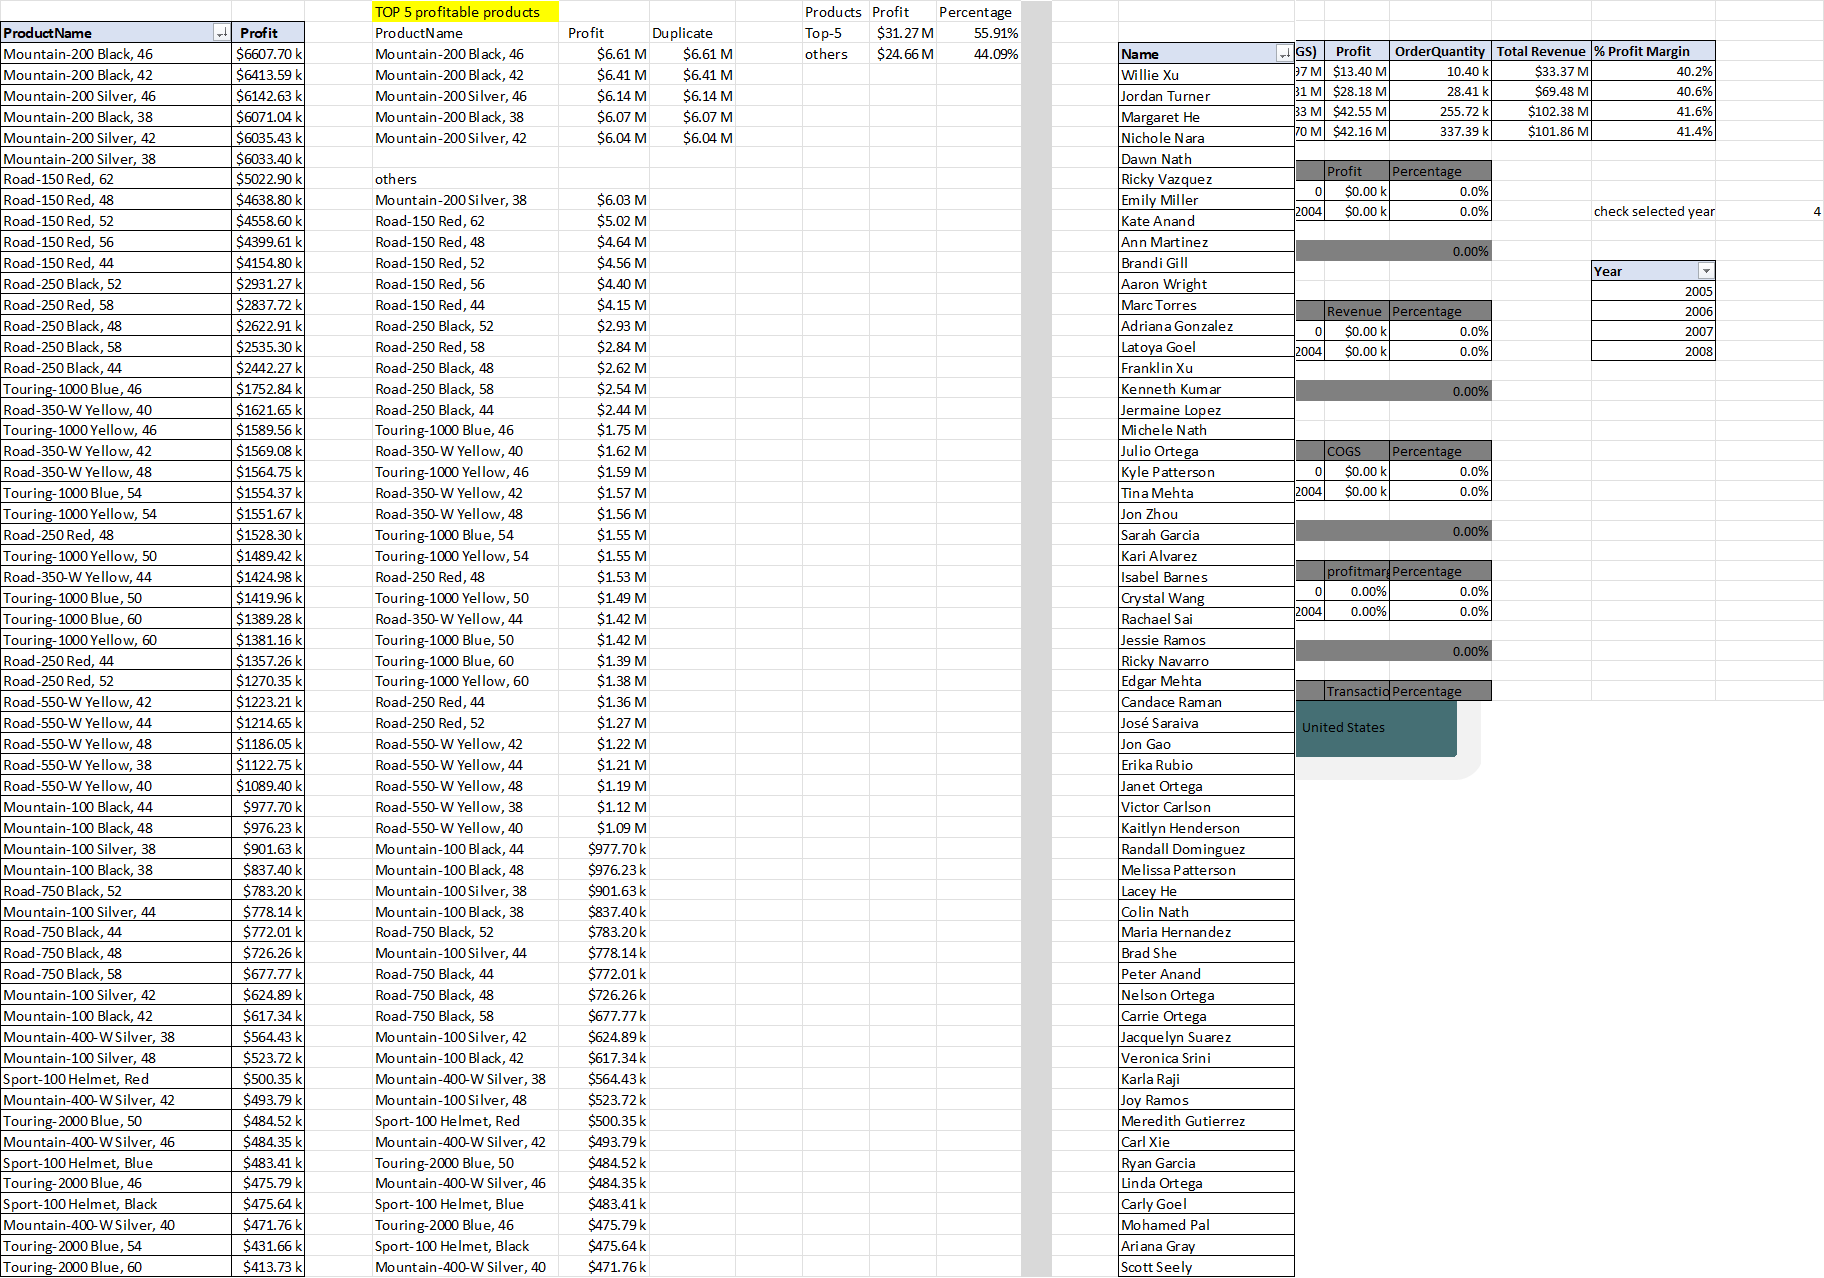 ProductName Profit
Mountain-200 Black, 46 $6607.70 k
Mountain-200 Black, 42 $6413.59 k
Mountain-200 Silver, 46 $6142.63 k
Mountain-200 Black, 38 $6071.04 k
Mountain-200 Silver, 42 $6035.43 k
Mountain-200 Silver, 38 $6033.40 k
Road-150 Red, 62 $5022.90 k
Road-150 Red, 48 $4638.80 k
Road-150 Red, 52 $4558.60 k
Road-150 Red, 56 $4399.61 k
Road-150 Red, 44 $4154.80 k
Road-250 Black, 52 $2931.27 k
Road-250 Red, 58 $2837.72 k
Road-250 Black, 48 $2622.91 k
Road-250 Black, 58 $2535.30 k
Road-250 Black, 44 $2442.27 k
Touring-1000 Blue, 46 $1752.84 k
Road-350-W Yellow, 40 $1621.65 k
Touring-1000 Yellow, 46 $1589.56 k
Road-350-W Yellow, 42 $1569.08 k
Road-350-W Yellow, 48 $1564.75 k
Touring-1000 Blue, 54 $1554.37 k
Touring-1000 Yellow, 54 $1551.67 k
Road-250 Red, 48 $1528.30 k
Touring-1000 Yellow, 50 $1489.42 k
Road-350-W Yellow, 44 $1424.98 k
Touring-1000 Blue, 50 $1419.96 k
Touring-1000 Blue, 60 $1389.28 k
Touring-1000 Yellow, 60 $1381.16 k
Road-250 Red, 44 $1357.26 k
Road-250 Red, 52 $1270.35 k
Road-550-W Yellow, 42 $1223.21 k
Road-550-W Yellow, 44 $1214.65 k
Road-550-W Yellow, 48 $1186.05 k
Road-550-W Yellow, 38 $1122.75 k
Road-550-W Yellow, 40 $1089.40 k
Mountain-100 Black, 44 $977.70 k
Mountain-100 Black, 48 $976.23 k
Mountain-100 Silver, 38 $901.63 k
Mountain-100 Black, 38 $837.40 k
Road-750 Black, 52 $783.20 k
Mountain-100 Silver, 44 $778.14 k
Road-750 Black, 44 $772.01 k
Road-750 Black, 48 $726.26 k
Road-750 Black, 58 $677.77 k
Mountain-100 Silver, 42 $624.89 k
Mountain-100 Black, 42 $617.34 k
Mountain-400-W Silver, 38 $564.43 k
Mountain-100 Silver, 48 $523.72 k
Sport-100 Helmet, Red $500.35 k
Mountain-400-W Silver, 42 $493.79 k
Touring-2000 Blue, 50 $484.52 k
Mountain-400-W Silver, 46 $484.35 k
Sport-100 Helmet, Blue $483.41 k
Touring-2000 Blue, 46 $475.79 k
Sport-100 Helmet, Black $475.64 k
Mountain-400-W Silver, 40 $471.76 k
Touring-2000 Blue, 54 $431.66 k
Touring-2000 Blue, 60 $413.73 k
TOP 5 profitable products
ProductName Profit Duplicate
Mountain-200 Black, 46 $6.61 M $6.61 M
Mountain-200 Black, 42 $6.41 M $6.41 M
Mountain-200 Silver, 46 $6.14 M $6.14 M
Mountain-200 Black, 38 $6.07 M $6.07 M
Mountain-200 Silver, 42 $6.04 M $6.04 M
others
Mountain-200 Silver, 38 $6.03 M
Road-150 Red, 62 $5.02 M
Road-150 Red, 48 $4.64 M
Road-150 Red, 52 $4.56 M
Road-150 Red, 56 $4.40 M
Road-150 Red, 44 $4.15 M
Road-250 Black, 52 $2.93 M
Road-250 Red, 58 $2.84 M
Road-250 Black, 48 $2.62 M
Road-250 Black, 58 $2.54 M
Road-250 Black, 44 $2.44 M
Touring-1000 Blue, 46 $1.75 M
Road-350-W Yellow, 40 $1.62 M
Touring-1000 Yellow, 46 $1.59 M
Road-350-W Yellow, 42 $1.57 M
Road-350-W Yellow, 48 $1.56 M
Touring-1000 Blue, 54 $1.55 M
Touring-1000 Yellow, 54 $1.55 M
Road-250 Red, 48 $1.53 M
Touring-1000 Yellow, 50 $1.49 M
Road-350-W Yellow, 44 $1.42 M
Touring-1000 Blue, 50 $1.42 M
Touring-1000 Blue, 60 $1.39 M
Touring-1000 Yellow, 60 $1.38 M
Road-250 Red, 44 $1.36 M
Road-250 Red, 52 $1.27 M
Road-550-W Yellow, 42 $1.22 M
Road-550-W Yellow, 44 $1.21 M
Road-550-W Yellow, 48 $1.19 M
Road-550-W Yellow, 38 $1.12 M
Road-550-W Yellow, 40 $1.09 M
Mountain-100 Black, 44 $977.70 k
Mountain-100 Black, 48 $976.23 k
Mountain-100 Silver, 38 $901.63 k
Mountain-100 Black, 38 $837.40 k
Road-750 Black, 52 $783.20 k
Mountain-100 Silver, 44 $778.14 k
Road-750 Black, 44 $772.01 k
Road-750 Black, 48 $726.26 k
Road-750 Black, 58 $677.77 k
Mountain-100 Silver, 42 $624.89 k
Mountain-100 Black, 42 $617.34 k
Mountain-400-W Silver, 38 $564.43 k
Mountain-100 Silver, 48 $523.72 k
Sport-100 Helmet, Red $500.35 k
Mountain-400-W Silver, 42 $493.79 k
Touring-2000 Blue, 50 $484.52 k
Mountain-400-W Silver, 46 $484.35 k
Sport-100 Helmet, Blue $483.41 k
Touring-2000 Blue, 46 $475.79 k
Sport-100 Helmet, Black $475.64 k
Mountain-400-W Silver, 40 $471.76 k
Products Profit Percentage
Top-5 $31.27 M 55.91%
others $24.66 M 44.09%
Name
Willie Xu
Jordan Turner
Margaret He
Nichole Nara
Dawn Nath
Ricky Vazquez
Emily Miller
Kate Anand
Ann Martinez
Brandi Gill
Aaron Wright
Marc Torres
Adriana Gonzalez
Latoya Goel
Franklin Xu
Kenneth Kumar
Jermaine Lopez
Michele Nath
Julio Ortega
Kyle Patterson
Tina Mehta
Jon Zhou
Sarah Garcia
Kari Alvarez
Isabel Barnes
Crystal Wang
Rachael Sai
Jessie Ramos
Ricky Navarro
Edgar Mehta
Candace Raman
José Saraiva
Jon Gao
Erika Rubio
Janet Ortega
Victor Carlson
Kaitlyn Henderson
Randall Dominguez
Melissa Patterson
Lacey He
Colin Nath
Maria Hernandez
Brad She
Peter Anand
Nelson Ortega
Carrie Ortega
Jacquelyn Suarez
Veronica Srini
Karla Raji
Joy Ramos
Meredith Gutierrez
Carl Xie
Ryan Garcia
Linda Ortega
Carly Goel
Mohamed Pal
Ariana Gray
Scott Seely
GS) Profit OrderQuantity Total Revenue % Profit Margin
97 M $13.40 M 10.40 k $33.37 M 40.2%
31 M $28.18 M 28.41 k $69.48 M 40.6%
33 M $42.55 M 255.72 k $102.38 M 41.6%
70 M $42.16 M 337.39 k $101.86 M 41.4%
Profit Percentage
0 $0.00 k 0.0%
2004 $0.00 k 0.0%
check selected year 4
0.00%
Year
2005
2006
2007
2008
Revenue Percentage
0 $0.00 k 0.0%
2004 $0.00 k 0.0%
0.00%
COGS Percentage
0 $0.00 k 0.0%
2004 $0.00 k 0.0%
0.00%
profitmarg Percentage
0 0.00% 0.0%
2004 0.00% 0.0%
0.00%
Transactio Percentage
United States